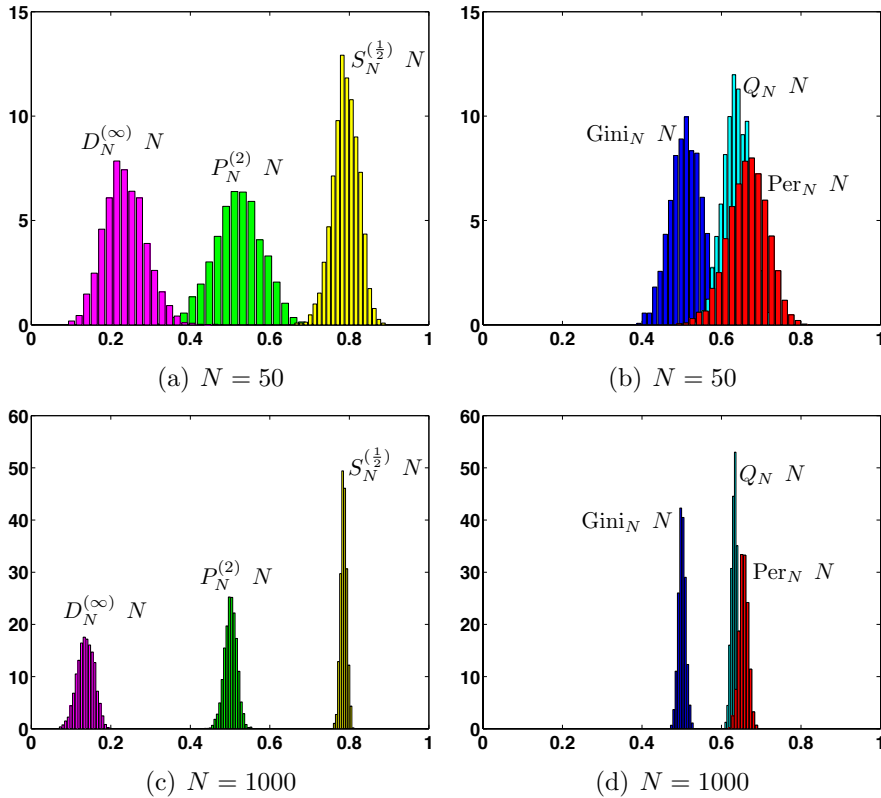 15
10
5
0
0 0.2 0.4 0.6 0.8 1
D_N^{(∞)} N
P_N^{(2)} N
S_N^{(1/2)} N
(a) N = 50
15
10
5
0
0 0.2 0.4 0.6 0.8 1
Gini_N N
Q_N N
Per_N N
(b) N = 50
60
50
40
30
20
10
0
0 0.2 0.4 0.6 0.8 1
D_N^{(∞)} N
P_N^{(2)} N
S_N^{(1/2)} N
(c) N = 1000
60
50
40
30
20
10
0
0 0.2 0.4 0.6 0.8 1
Gini_N N
Q_N N
Per_N N
(d) N = 1000